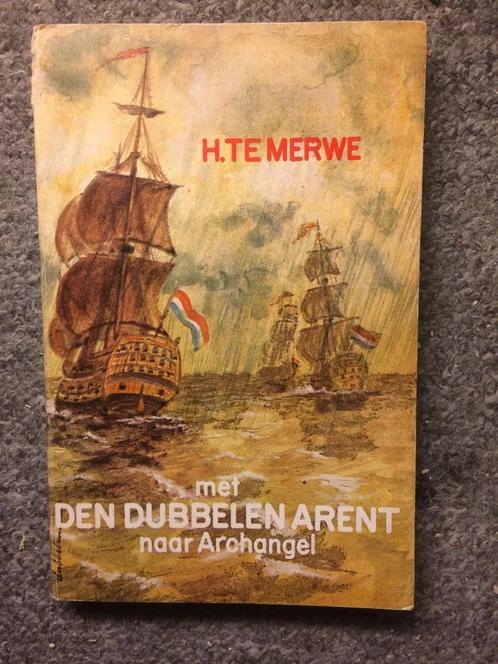 H. TE MERWE
met
DEN DUBBELEN ARENT
naar Archangel